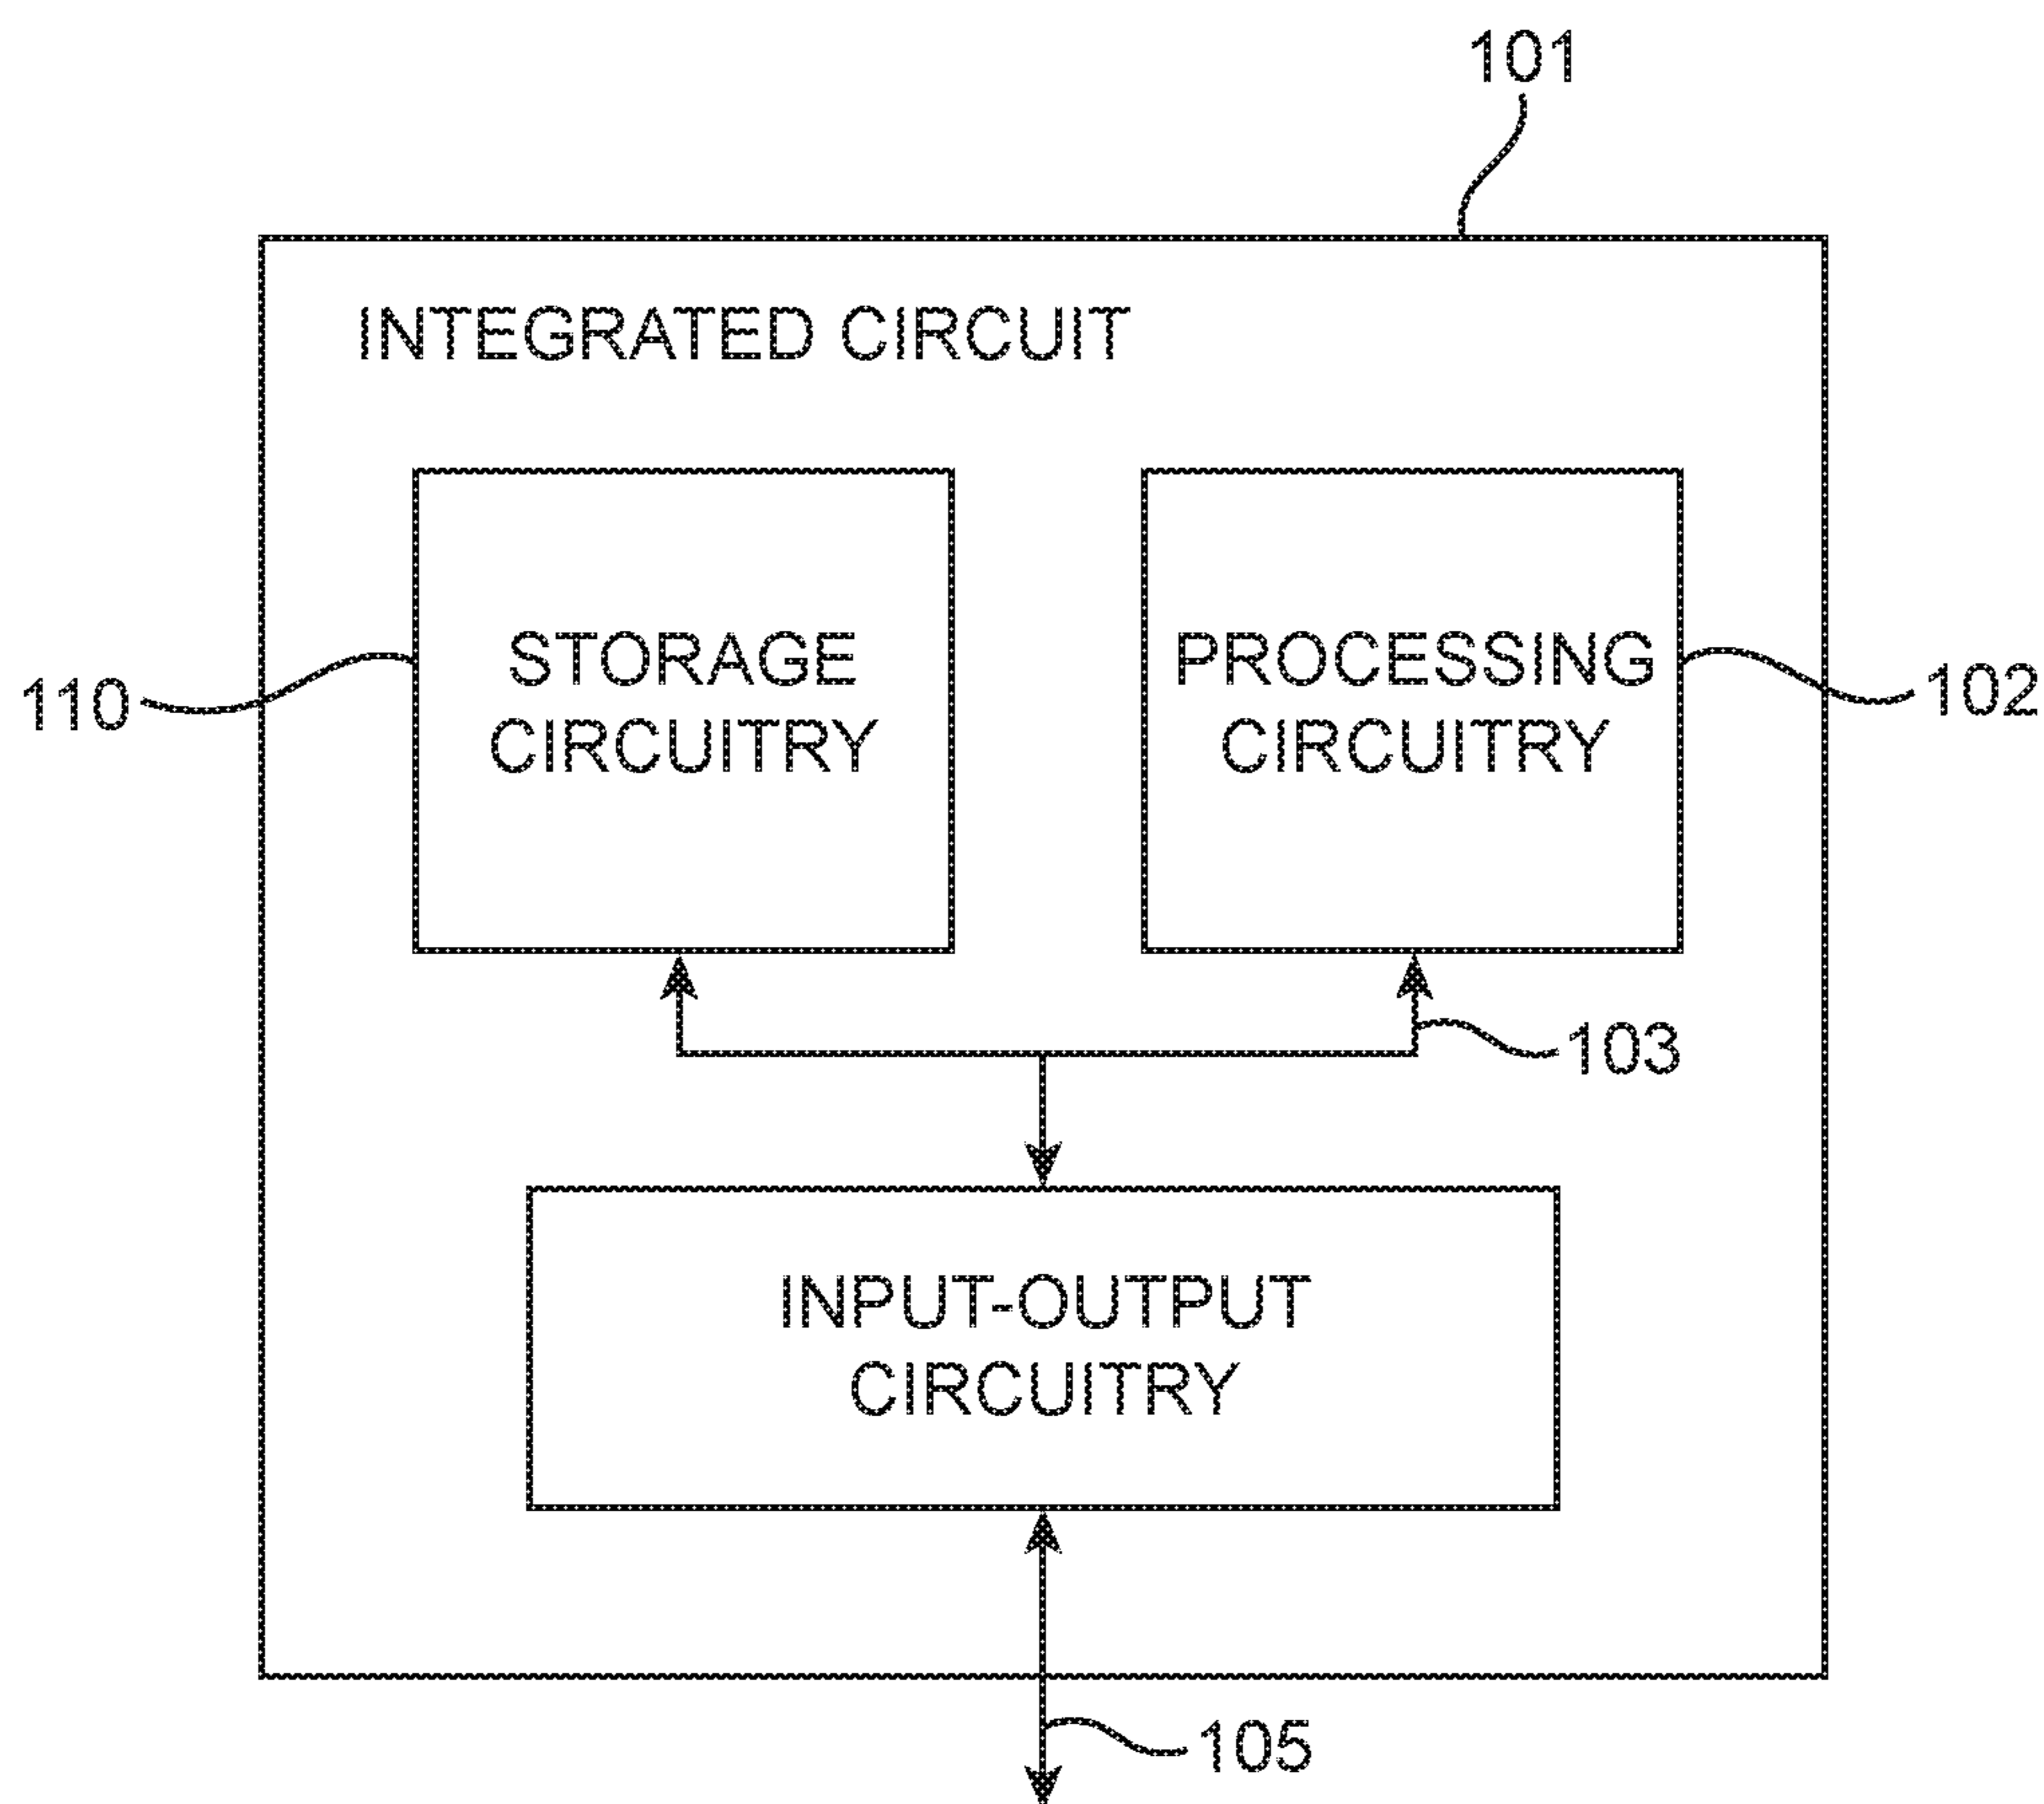 101
INTEGRATED CIRCUIT
STORAGE
CIRCUITRY
PROCESSING
CIRCUITRY
110
102
103
INPUT-OUTPUT
CIRCUITRY
105